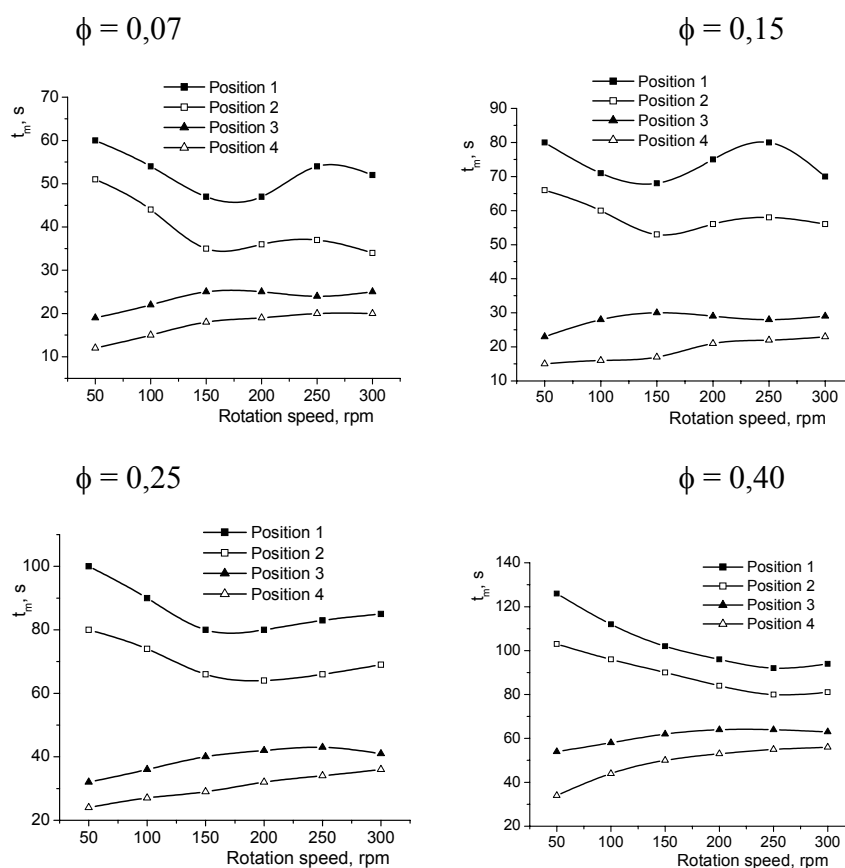 ϕ = 0,07
ϕ = 0,15
Position 1
Position 2
Position 3
Position 4
t_m, s
70
60
50
40
30
20
10
50 100 150 200 250 300
Rotation speed, rpm
Position 1
Position 2
Position 3
Position 4
t_m, s
90
80
70
60
50
40
30
20
10
50 100 150 200 250 300
Rotation speed, rpm
ϕ = 0,25
ϕ = 0,40
Position 1
Position 2
Position 3
Position 4
t_m, s
100
80
60
40
20
50 100 150 200 250 300
Rotation speed, rpm
Position 1
Position 2
Position 3
Position 4
t_m, s
140
120
100
80
60
40
20
50 100 150 200 250 300
Rotation speed, rpm